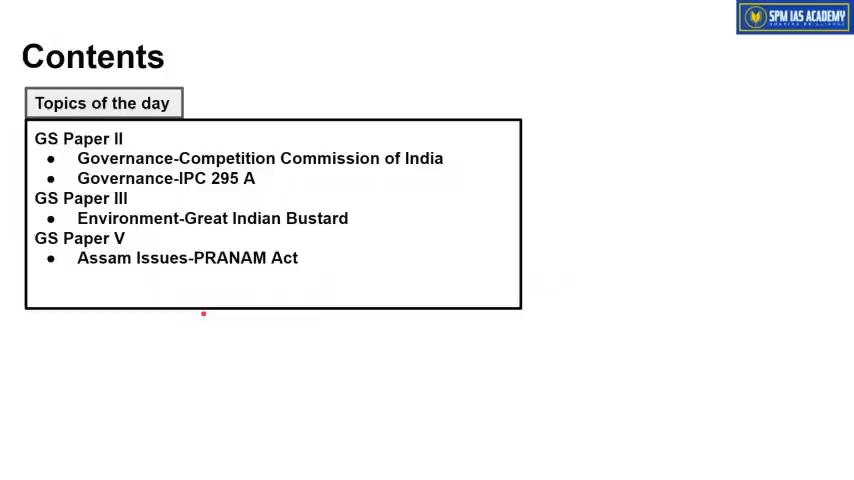 SPM IAS ACADEMY
Contents
Topics of the day
GS Paper II
● Governance-Competition Commission of India
● Governance-IPC 295 A
GS Paper III
● Environment-Great Indian Bustard
GS Paper V
● Assam Issues-PRANAM Act